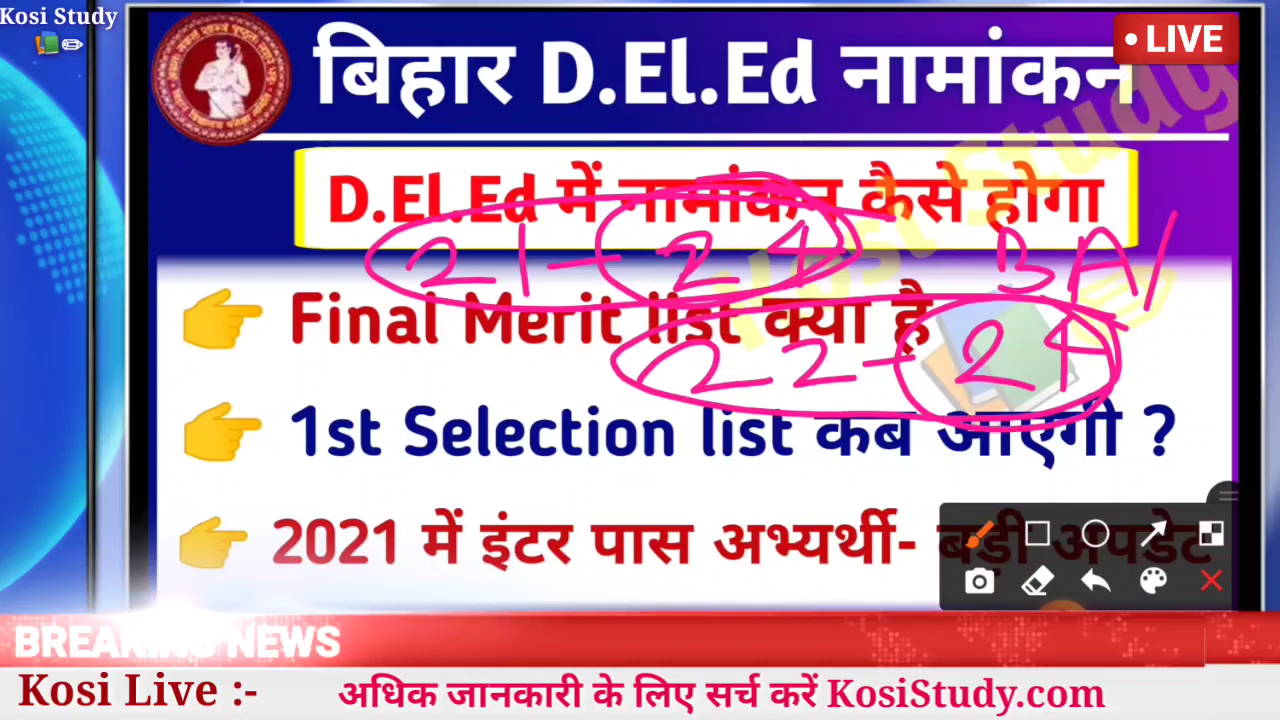 Kosi Study
LIVE
बिहार D.El.Ed नामांकन
D.El.Ed में नामांकन कैसे होगा
21-24
BA/
Final Merit list क्या है
22-24
1st Selection list कब आएगी ?
2021 में इंटर पास अभ्यर्थी- बड़ी अपडेट
BREAKING NEWS
Kosi Live :- अधिक जानकारी के लिए सर्च करें KosiStudy.com